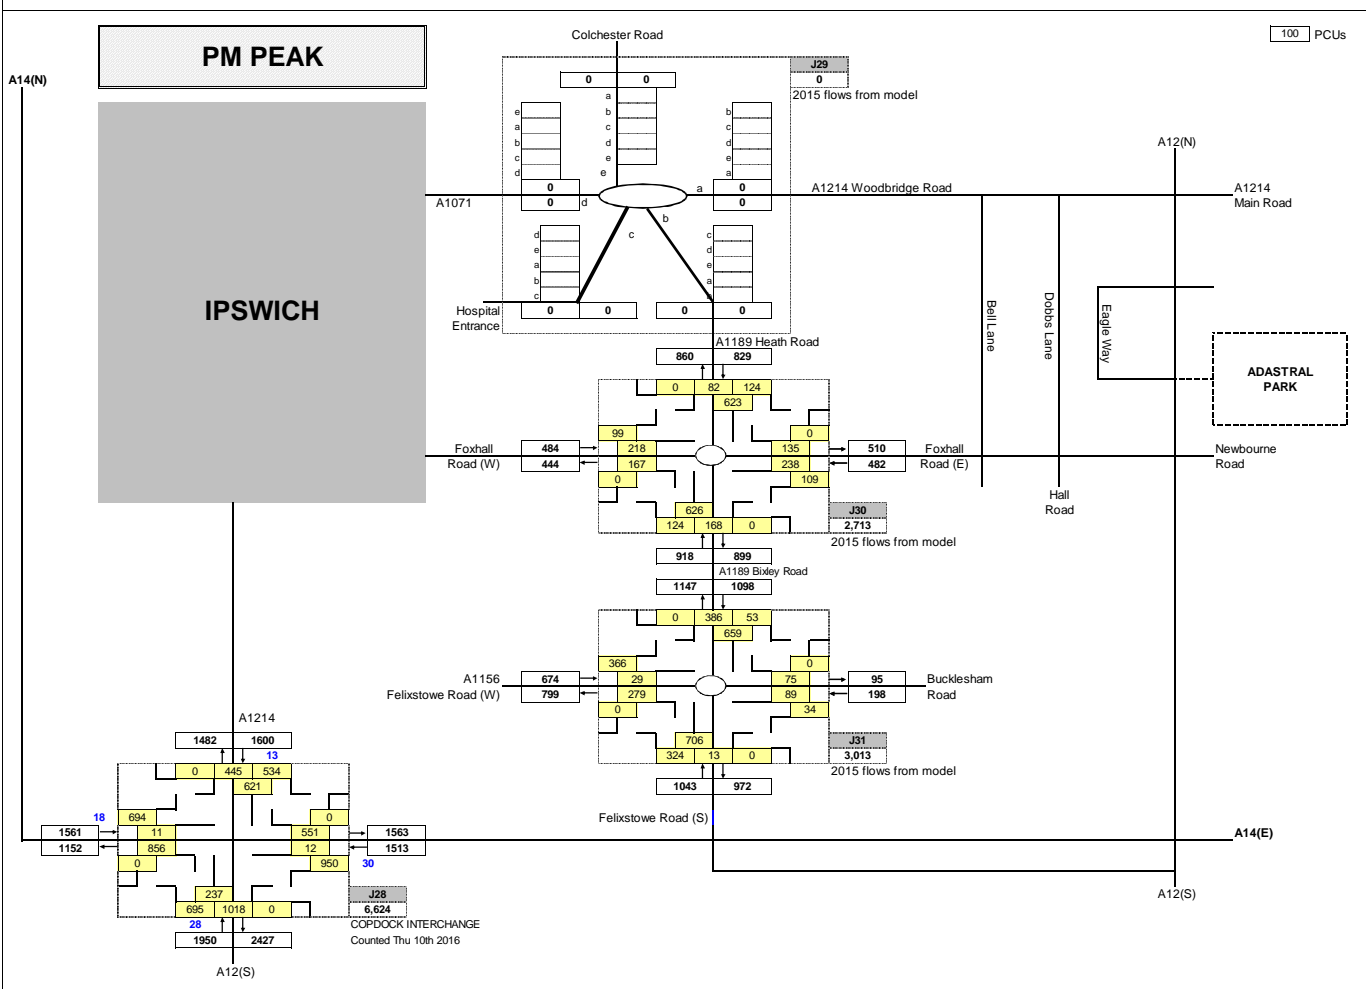 PM PEAK
Colchester Road
100 PCUs
A14(N)
J29
0 0
0
2015 flows from model
a
e b b
a c c
b d d
c e e
d e a
A12(N)
0 0
a A1214 Woodbridge Road A1214
0 d 0
A1071 Main Road
b
c
d c
e d
a e
b a
c b
IPSWICH
Hospital 0 0 0 0
Entrance
Bell Lane
Dobbs Lane
Eagle Way
ADASTRAL
PARK
A1189 Heath Road
860 829
0 82 124
623
99 0
Foxhall 484 218 135 510 Foxhall Newbourne
Road (W) 444 167 238 482 Road (E) Road
0 109
Hall
Road
626 J30
124 168 0 2,713
2015 flows from model
918 899
A1189 Bixley Road
1147 1098
0 386 53
659
366 0
A1156 674 29 75 95 Bucklesham
Felixstowe Road (W) 799 279 89 198 Road
0 34
706 J31
324 13 0 3,013
2015 flows from model
1043 972
Felixstowe Road (S)
A1214
1482 1600
13
0 445 534
621
18 694 0
1561 11 551 1563 A14(E)
1152 856 12 1513
0 950 30
237 J28
695 1018 0 6,624
28 COPDOCK INTERCHANGE
1950 2427 Counted Thu 10th 2016
A12(S)
A12(S)